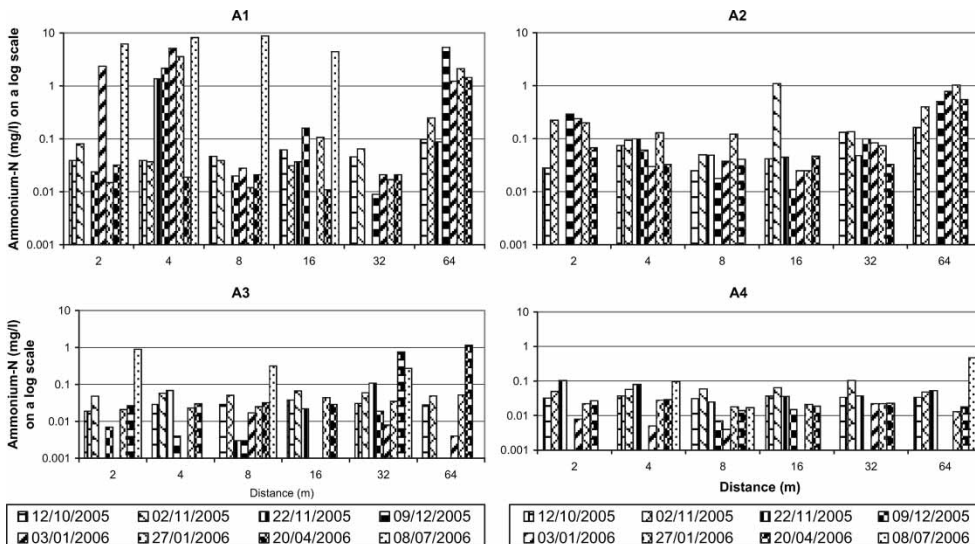 A1
Ammonium-N (mg/l) on a log scale
10
1
0.1
0.01
0.001
2 4 8 16 32 64
A2
Ammonium-N (mg/l) on a log scale
10
1
0.1
0.01
0.001
2 4 8 16 32 64
A3
Ammonium-N (mg/l)
on a log scale
10
1
0.1
0.01
0.001
2 4 8 16 32 64
Distance (m)
A4
10
1
0.1
0.01
0.001
2 4 8 16 32 64
Distance (m)
12/10/2005 02/11/2005 22/11/2005 09/12/2005
03/01/2006 27/01/2006 20/04/2006 08/07/2006
12/10/2005 02/11/2005 22/11/2005 09/12/2005
03/01/2006 27/01/2006 20/04/2006 08/07/2006